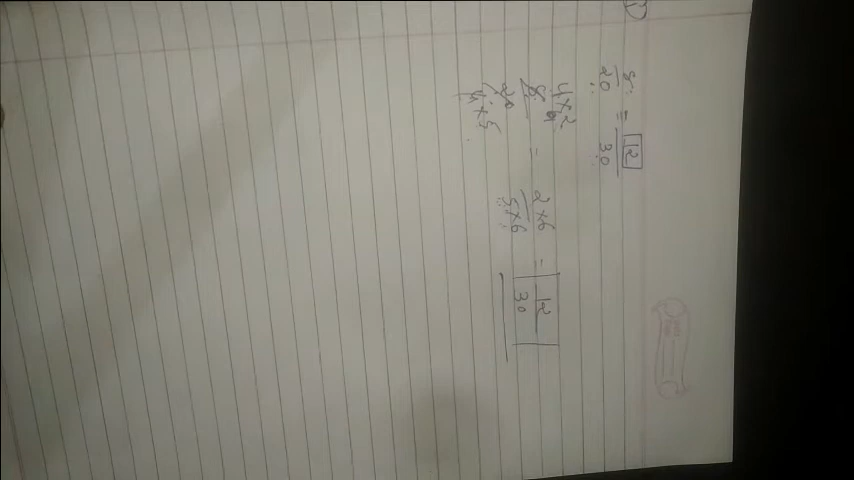 8 = 12
20 30
4×2
8 = 2×6 = 12
20 5×6 30
4×5